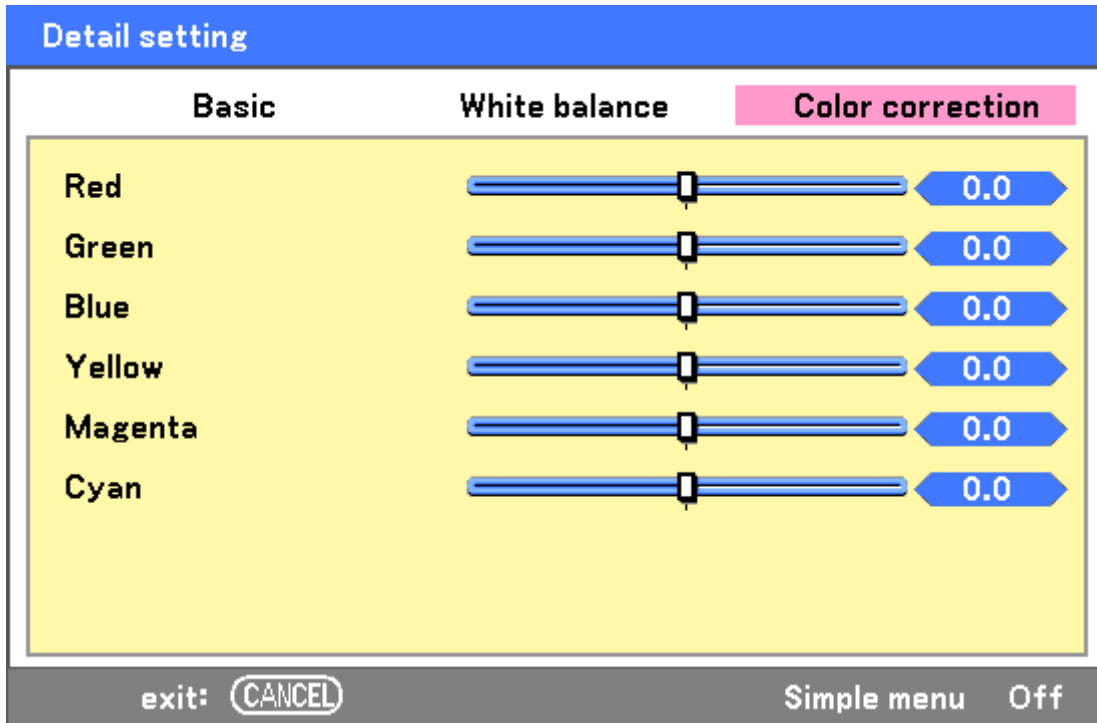 Detail setting
Basic White balance Color correction
Red 0.0
Green 0.0
Blue 0.0
Yellow 0.0
Magenta 0.0
Cyan 0.0
exit: CANCEL Simple menu Off